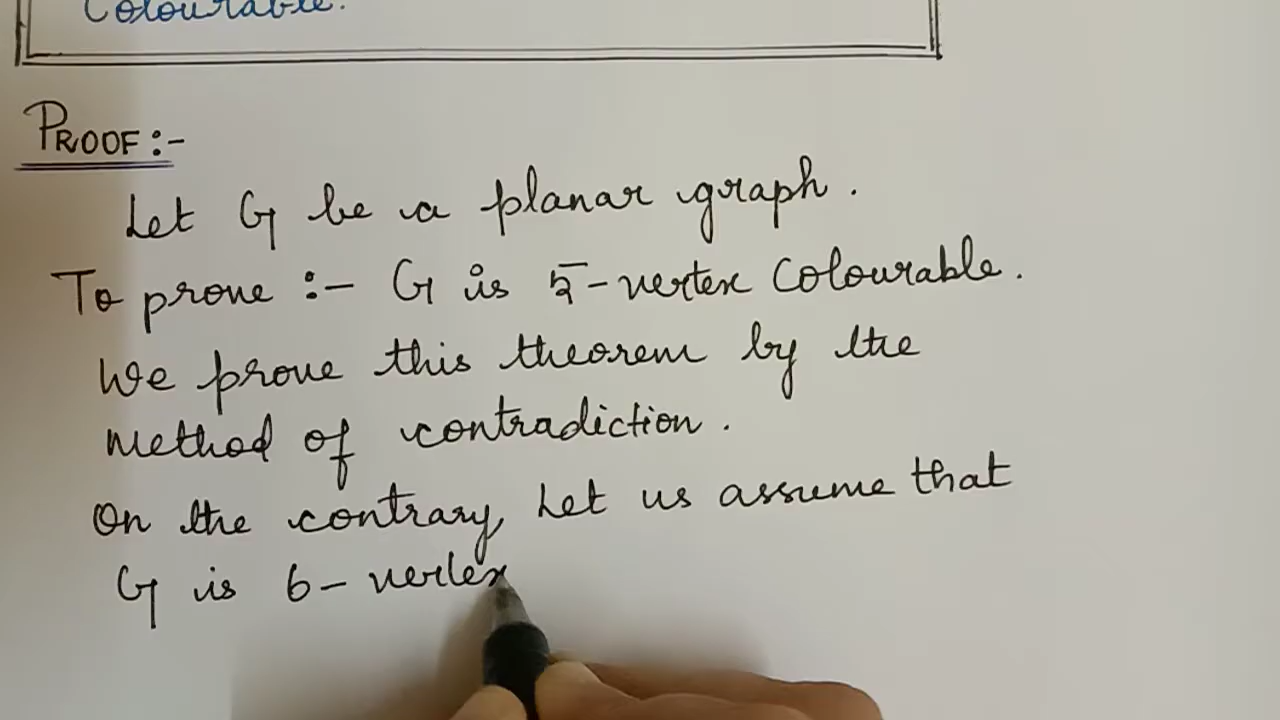 Colourable.
PROOF :-
Let G be a planar graph.
To prove :- G is 5-vertex Colourable.
We prove this theorem by the
method of contradiction.
On the contrary, Let us assume that
G is 6-vertex